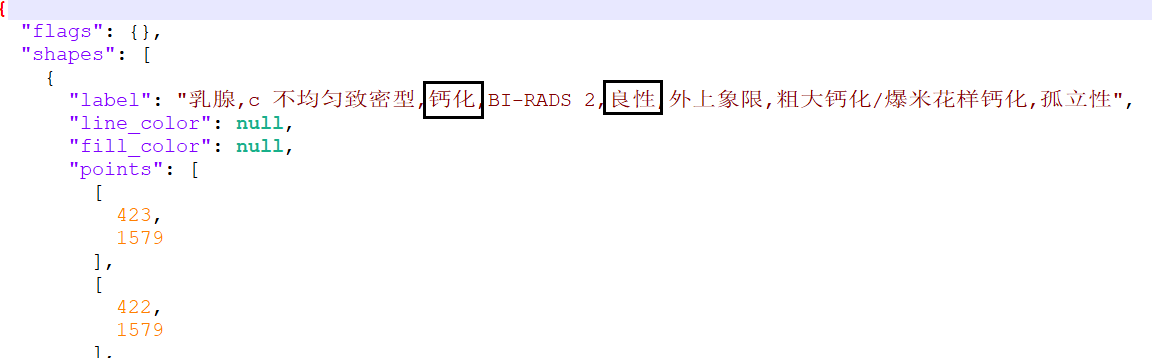 {
"flags": {},
"shapes": [
{
"label": "乳腺,c 不均匀致密型,钙化,BI-RADS 2,良性,外上象限,粗大钙化/爆米花样钙化,孤立性",
"line_color": null,
"fill_color": null,
"points": [
[
423,
1579
],
[
422,
1579
],